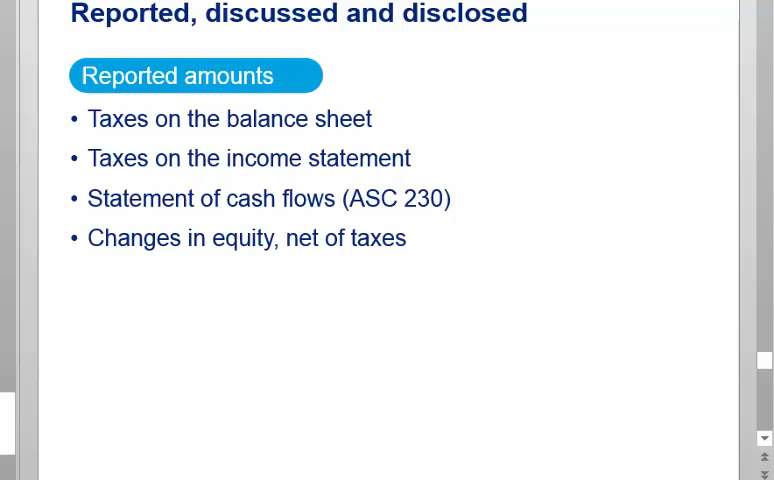 Reported, discussed and disclosed
Reported amounts
• Taxes on the balance sheet
• Taxes on the income statement
• Statement of cash flows (ASC 230)
• Changes in equity, net of taxes